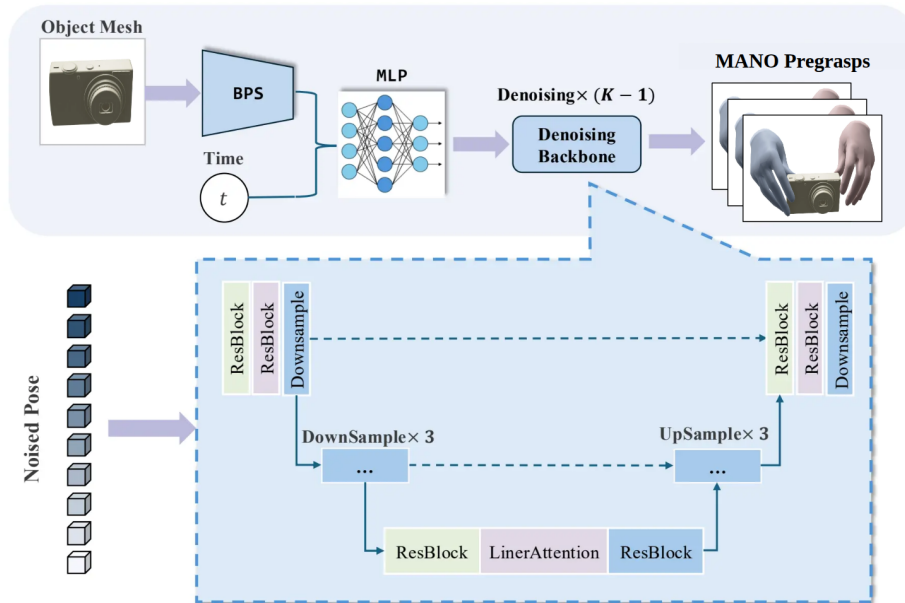 Object Mesh
BPS
Time
t
MLP
Denoising× (K − 1)
Denoising
Backbone
MANO Pregrasps
Noised Pose
ResBlock
ResBlock
Downsample
DownSample× 3
...
ResBlock
LinerAttention
ResBlock
UpSample× 3
...
ResBlock
ResBlock
Downsample